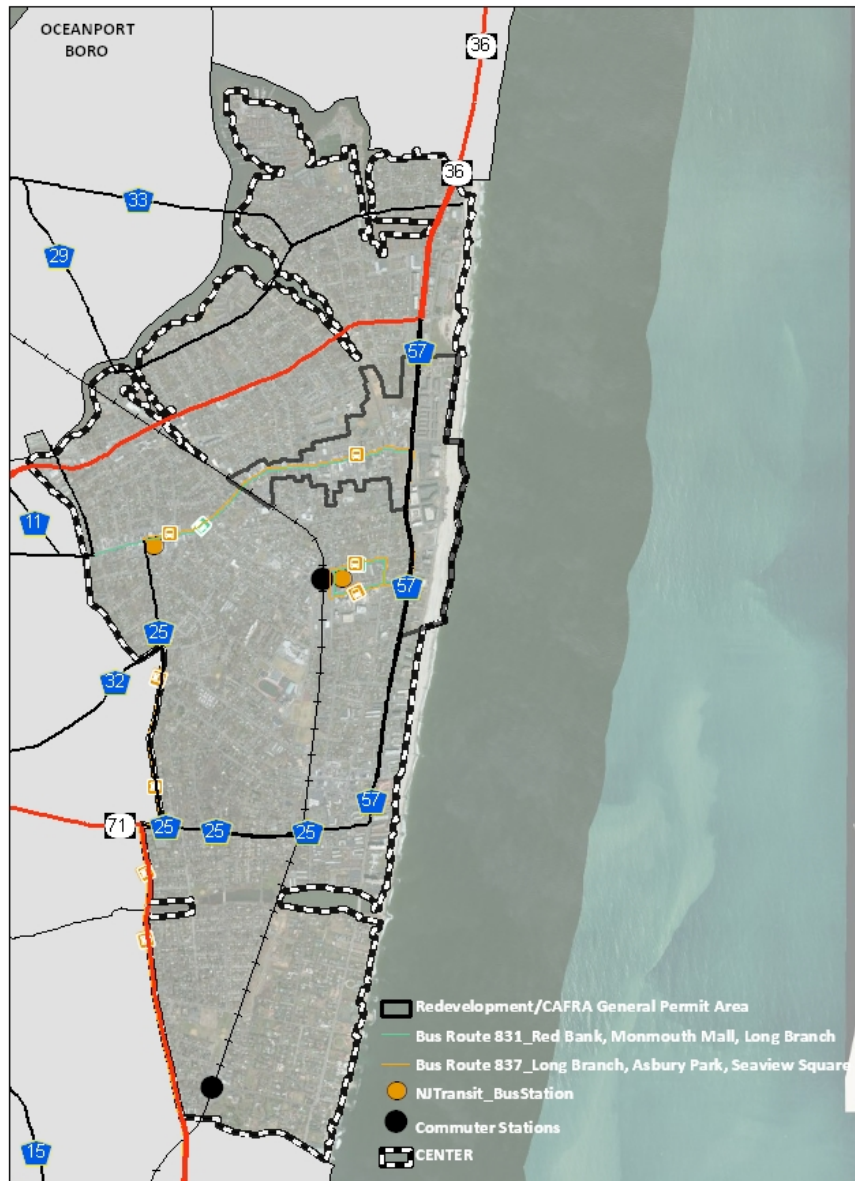 OCEANPORT
BORO
36
36
33
29
57
11
57
25
32
57
71
25
25
25
15
Redevelopment/CAFRA General Permit Area
Bus Route 831_Red Bank, Monmouth Mall, Long Branch
Bus Route 837_Long Branch, Asbury Park, Seaview Square
NJTransit_BusStation
Commuter Stations
CENTER